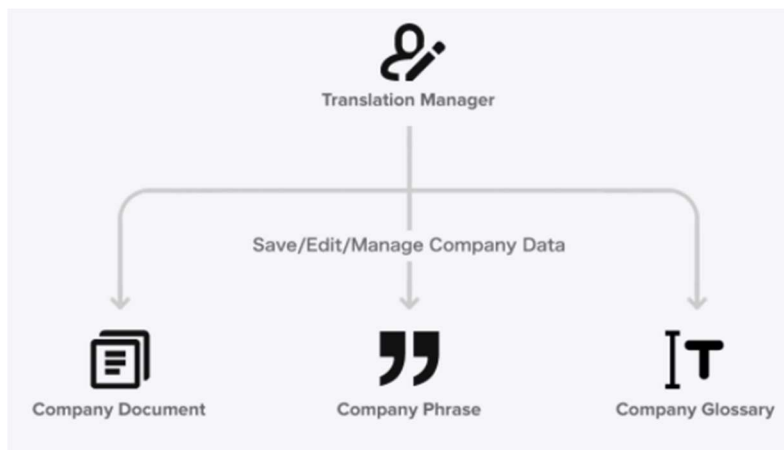 Translation Manager
Save/Edit/Manage Company Data
Company Document
Company Phrase
Company Glossary